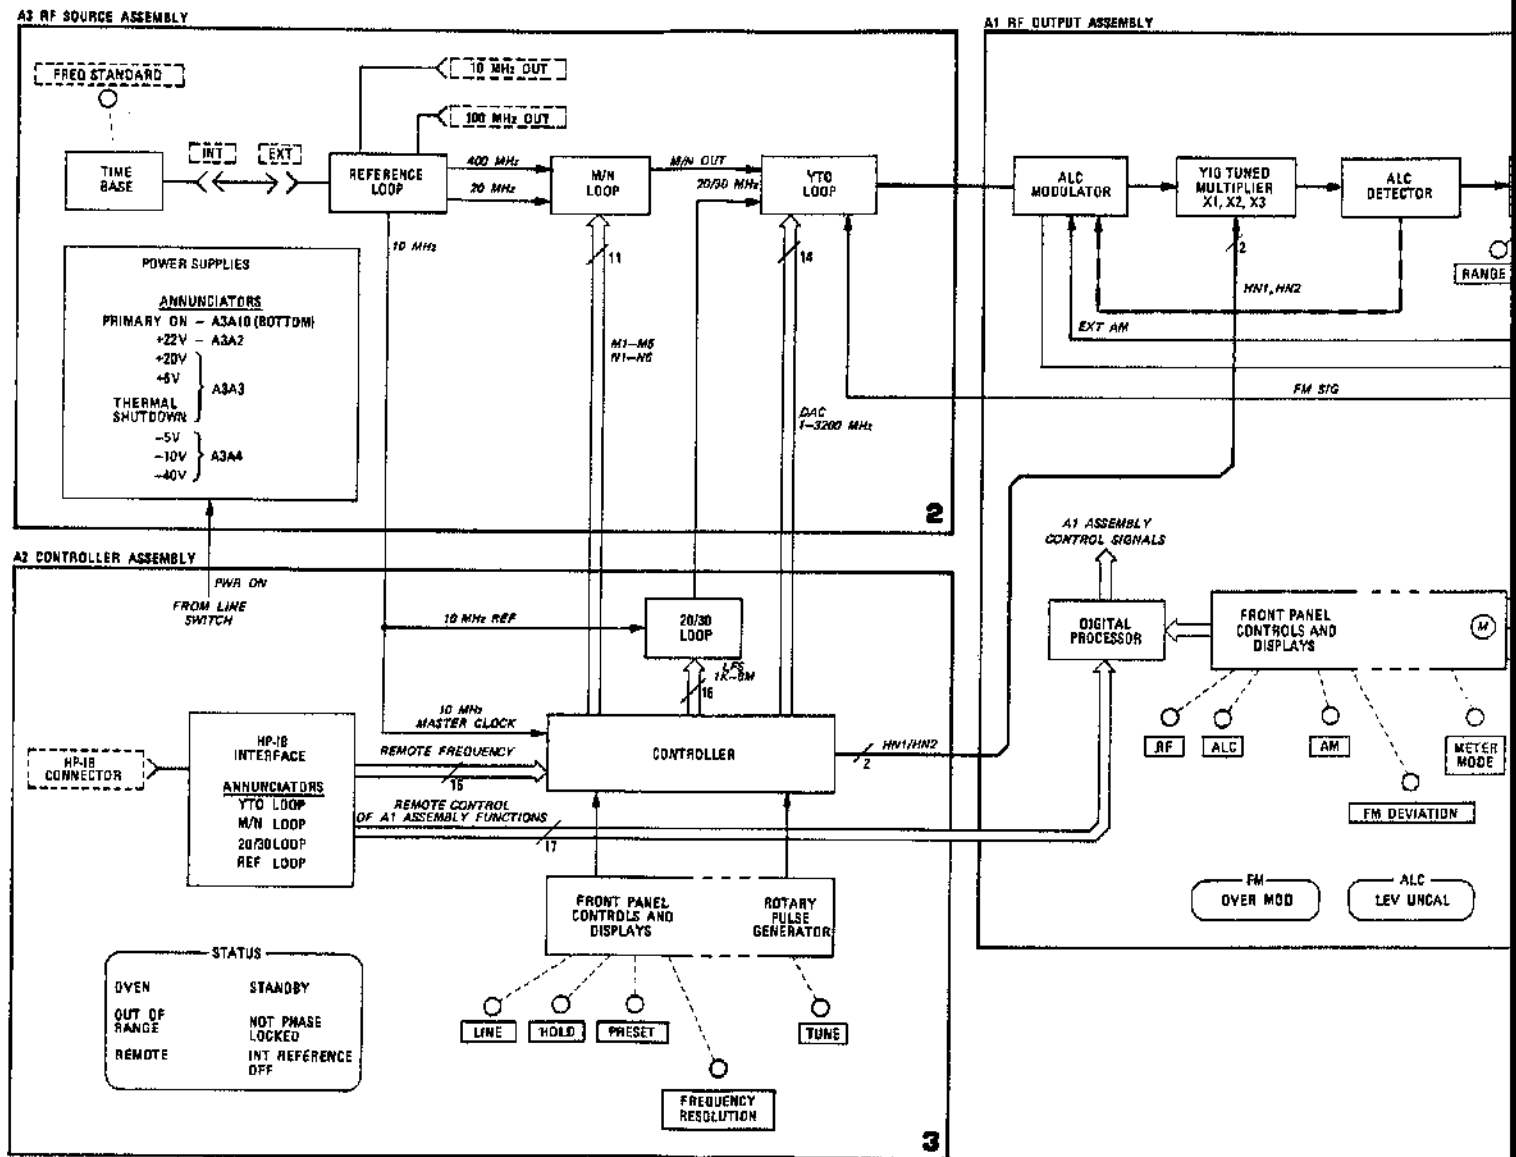 A3 RF SOURCE ASSEMBLY
FREQ STANDARD
10 MHz OUT
100 MHz OUT
INT
EXT
TIME
BASE
REFERENCE
LOOP
400 MHz
20 MHz
M/N
LOOP
M/N OUT
20/30 MHz
YTO
LOOP
10 MHz
11
14
POWER SUPPLIES
ANNUNCIATORS
PRIMARY ON – A3A10 (BOTTOM)
+22V – A3A2
+20V
+5V
A3A3
THERMAL
SHUTDOWN
–5V
–10V
A3A4
–40V
M1–M5
N1–N6
DAC
1–3200 MHz
2
A1 RF OUTPUT ASSEMBLY
ALC
MODULATOR
YIG TUNED
MULTIPLIER
X1, X2, X3
ALC
DETECTOR
2
HN1, HN2
RANGE
EXT AM
FM SIG
A1 ASSEMBLY
CONTROL SIGNALS
DIGITAL
PROCESSOR
FRONT PANEL
CONTROLS AND
DISPLAYS
M
RF
ALC
AM
METER
MODE
FM DEVIATION
FM
OVER MOD
ALC
LEV UNCAL
A2 CONTROLLER ASSEMBLY
PWR ON
FROM LINE
SWITCH
10 MHz REF
20/30
LOOP
LFS
1K–8M
16
10 MHz
MASTER CLOCK
HP-IB
CONNECTOR
HP-IB
INTERFACE
ANNUNCIATORS
YTO LOOP
M/N LOOP
20/30 LOOP
REF LOOP
REMOTE FREQUENCY
16
REMOTE CONTROL
OF A1 ASSEMBLY FUNCTIONS
17
CONTROLLER
HN1/HN2
2
FRONT PANEL
CONTROLS AND
DISPLAYS
ROTARY
PULSE
GENERATOR
LINE
HOLD
PRESET
TUNE
FREQUENCY
RESOLUTION
STATUS
OVEN
STANDBY
OUT OF
RANGE
NOT PHASE
LOCKED
REMOTE
INT REFERENCE
OFF
3